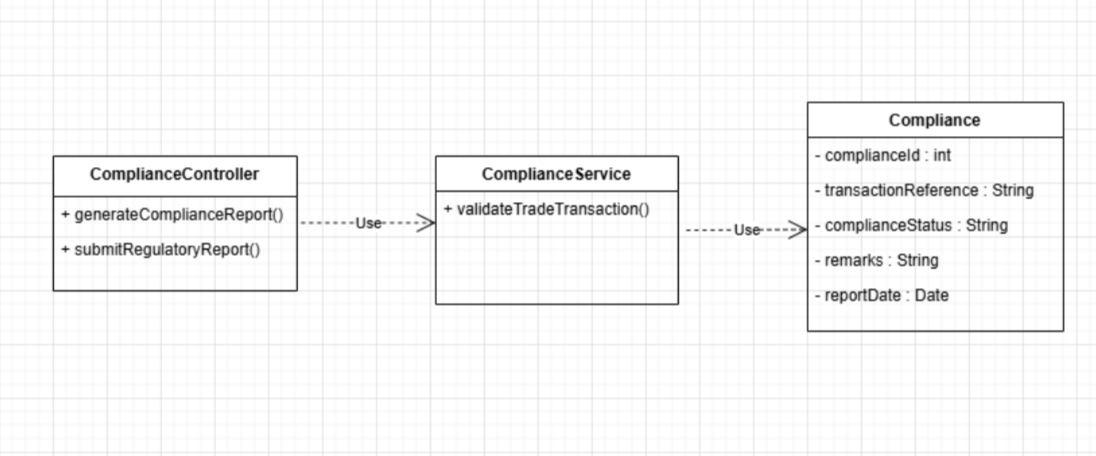 ComplianceController
+ generateComplianceReport()
+ submitRegulatoryReport()
Use
ComplianceService
+ validateTradeTransaction()
Use
Compliance
- complianceId : int
- transactionReference : String
- complianceStatus : String
- remarks : String
- reportDate : Date